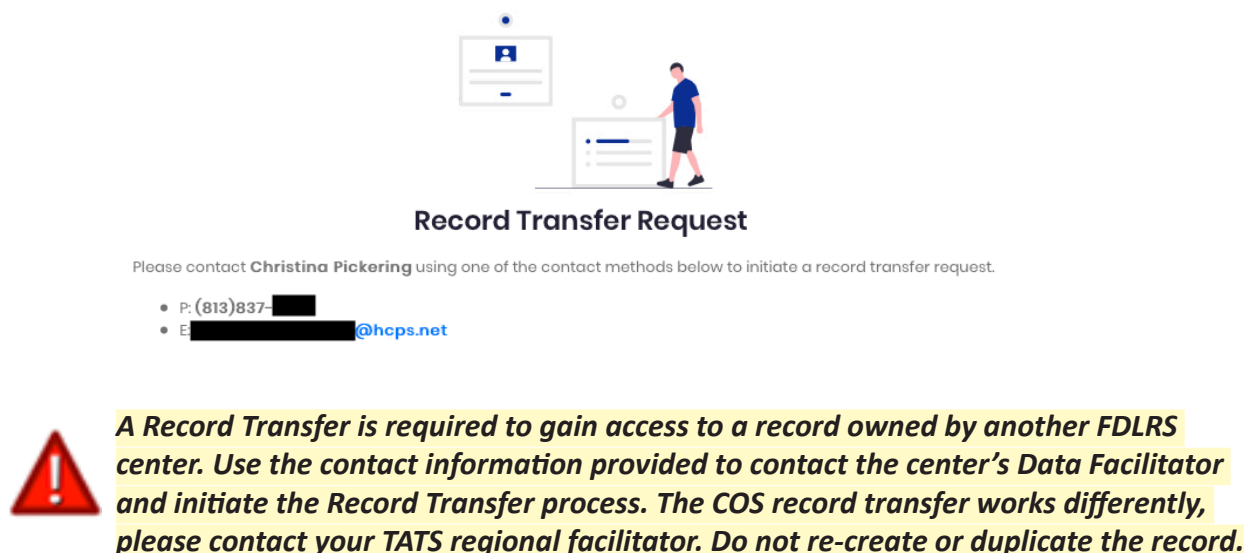 Record Transfer Request
Please contact Christina Pickering using one of the contact methods below to initiate a record transfer request.
P: (813)837-
E: @hcps.net
A Record Transfer is required to gain access to a record owned by another FDLRS
center. Use the contact information provided to contact the center’s Data Facilitator
and initiate the Record Transfer process. The COS record transfer works differently,
please contact your TATS regional facilitator. Do not re-create or duplicate the record.